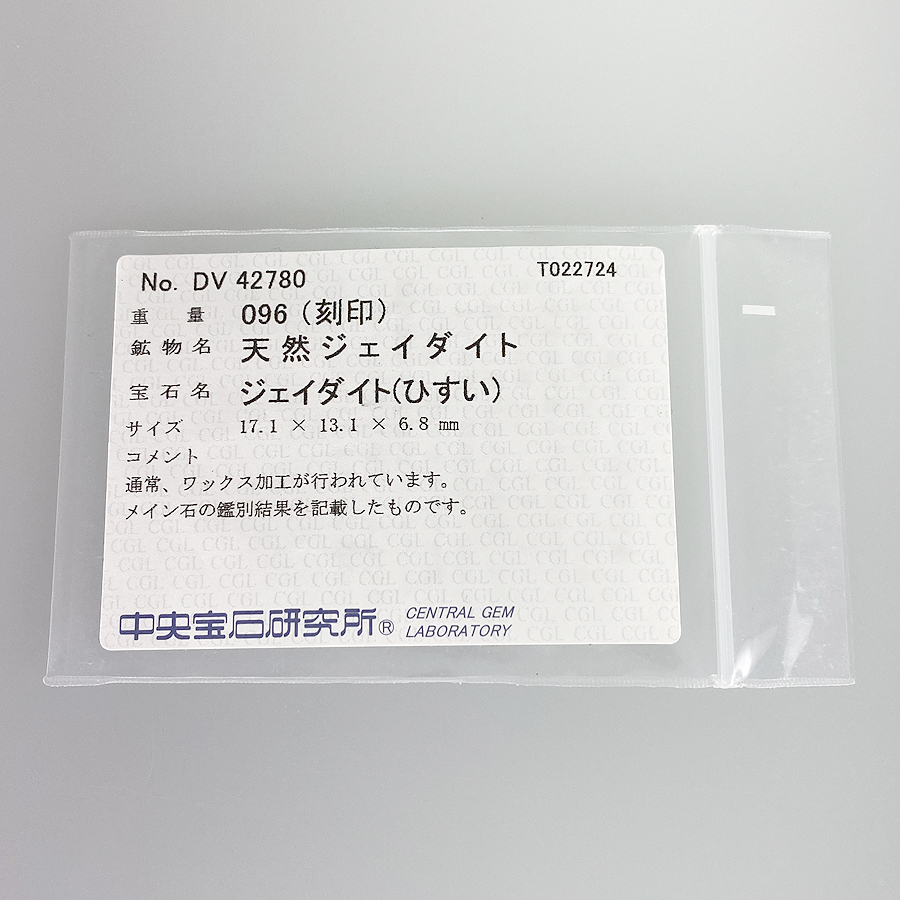 No. DV 42780
T022724
重 量 096 (刻印)
鉱物名 天然ジェイダイト
宝石名 ジェイダイト(ひすい)
サイズ 17.1 × 13.1 × 6.8 mm
コメント
通常、ワックス加工が行われています。
メイン石の鑑別結果を記載したものです。
中央宝石研究所® CENTRAL GEM
LABORATORY